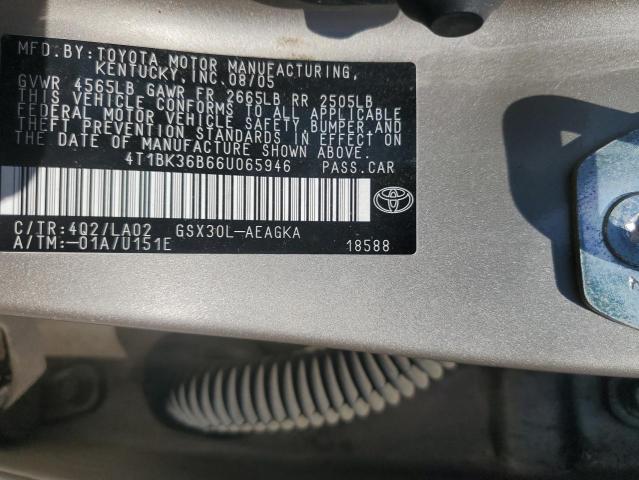 MFD.BY:TOYOTA MOTOR MANUFACTURING,
KENTUCKY, INC.08/05
GVWR 4565LB GAWR FR 2665LB RR 2505LB
THIS VEHICLE CONFORMS TO ALL APPLICABLE
FEDERAL MOTOR VEHICLE SAFETY, BUMPER, AND
THEFT PREVENTION STANDARDS IN EFFECT ON
THE DATE OF MANUFACTURE SHOWN ABOVE.
4T1BK36B66U065946 PASS.CAR
C/TR:4Q2/LA02 GSX30L-AEAGKA
A/TM:-01A/U151E 18588